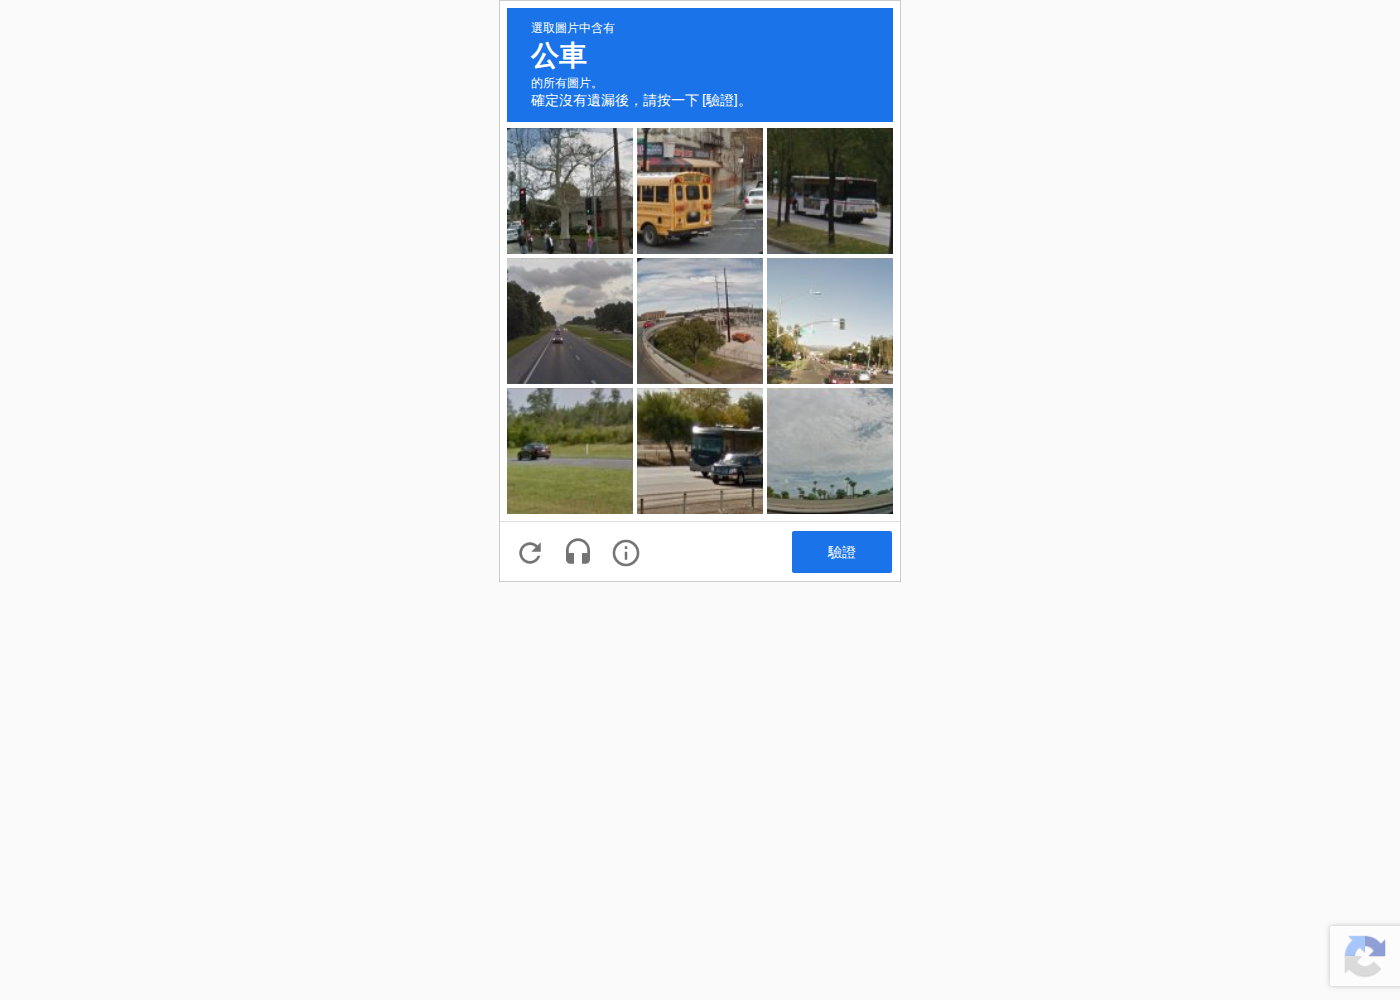 選取圖片中含有
公車
的所有圖片。
確定沒有遺漏後，請按一下 [驗證]。
驗證